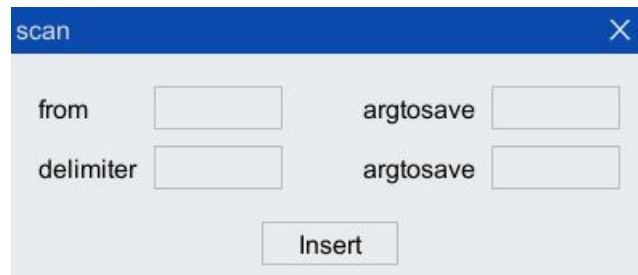 scan
from argtosave
delimiter argtosave
Insert